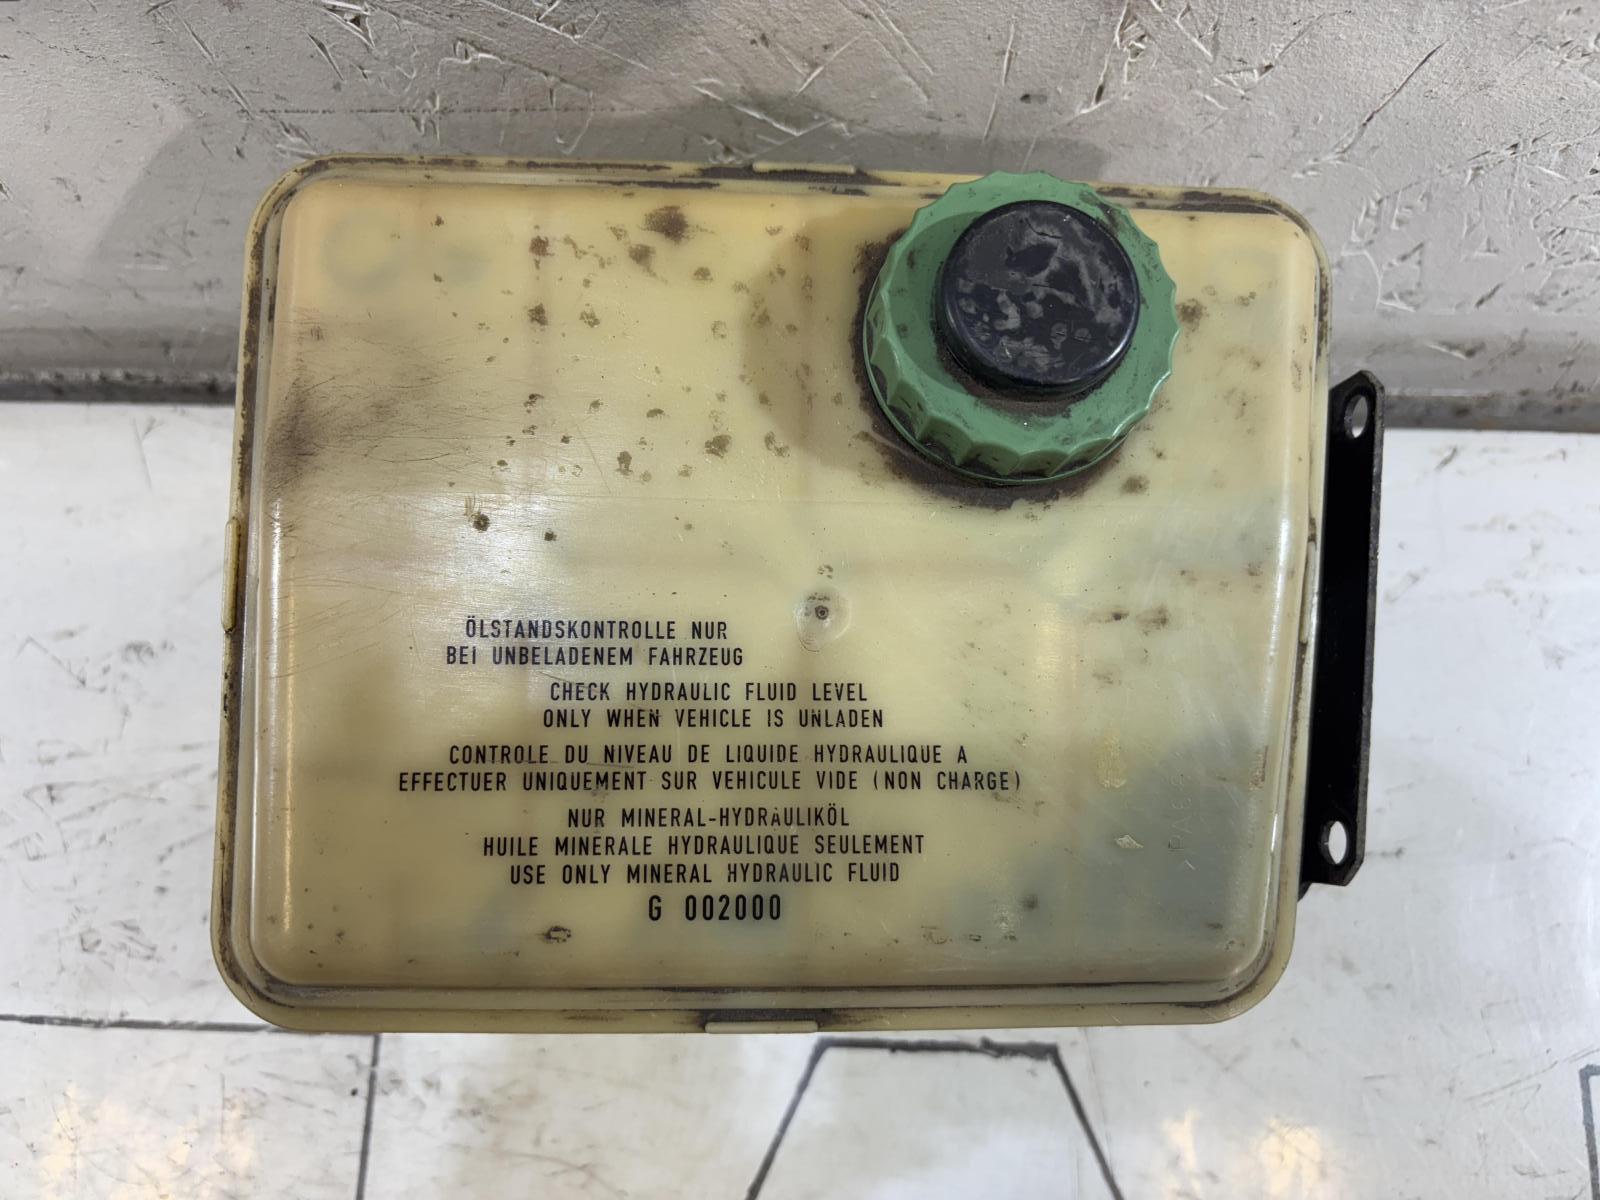 ÖLSTANDSKONTROLLE NUR
BEI UNBELADENEM FAHRZEUG
CHECK HYDRAULIC FLUID LEVEL
ONLY WHEN VEHICLE IS UNLADEN
CONTROLE DU NIVEAU DE LIQUIDE HYDRAULIQUE A
EFFECTUER UNIQUEMENT SUR VEHICULE VIDE (NON CHARGE)
NUR MINERAL-HYDRAULIKÖL
HUILE MINERALE HYDRAULIQUE SEULEMENT
USE ONLY MINERAL HYDRAULIC FLUID
G 002000